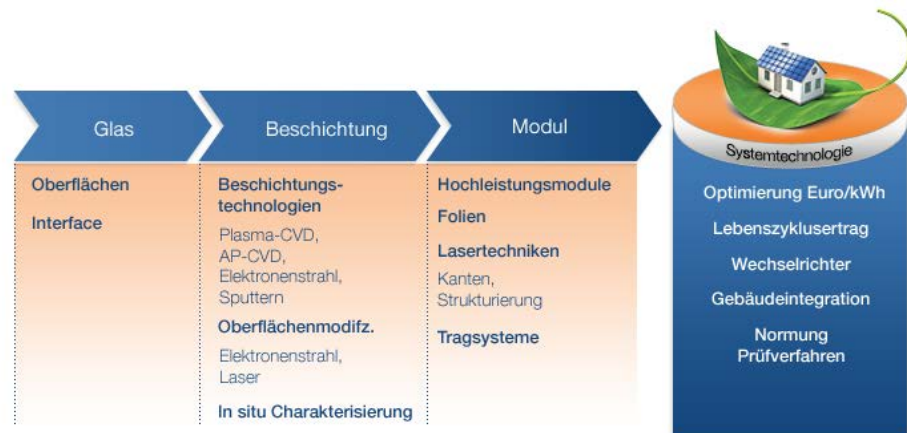 Glas
Oberflächen
Interface
Beschichtung
Beschichtungs-
technologien
Plasma-CVD,
AP-CVD,
Elektronenstrahl,
Sputtern
Oberflächenmodifz.
Elektronenstrahl,
Laser
In situ Charakterisierung
Modul
Hochleistungsmodule
Folien
Lasertechniken
Kanten,
Strukturierung
Tragsysteme
Systemtechnologie
Optimierung Euro/kWh
Lebenszyklusertrag
Wechselrichter
Gebäudeintegration
Normung
Prüfverfahren